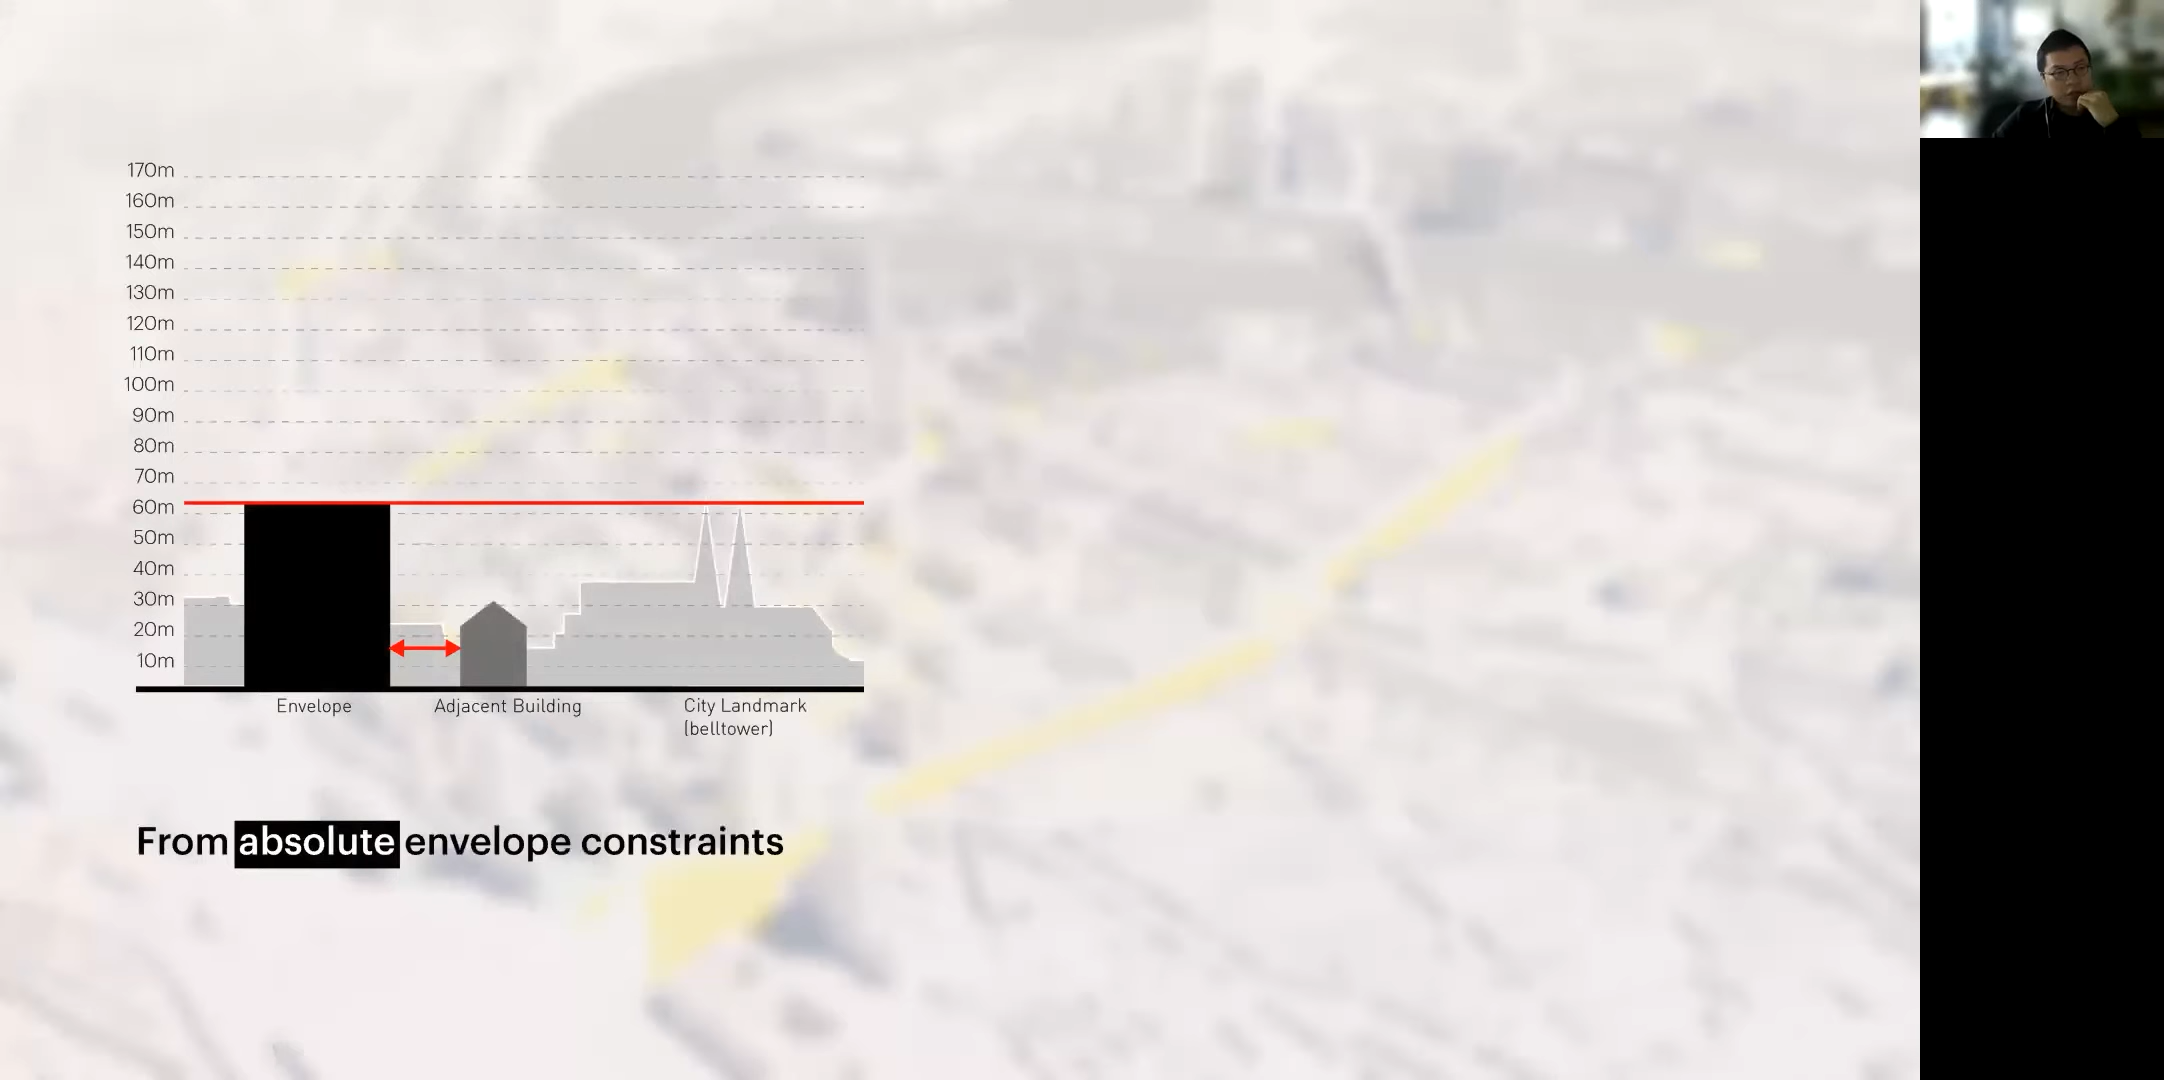 170m
160m
150m
140m
130m
120m
110m
100m
90m
80m
70m
60m
50m
40m
30m
20m
10m
Envelope
Adjacent Building
City Landmark
(belltower)
From absolute envelope constraints